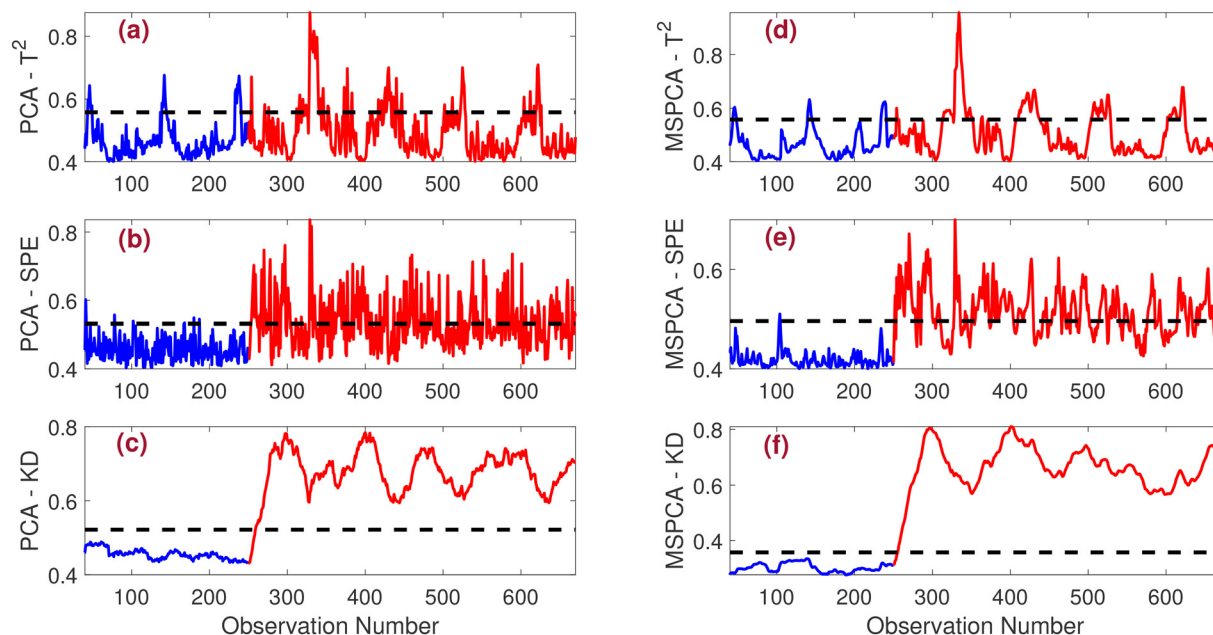 (a)
PCA - T²
0.8
0.6
0.4
100 200 300 400 500 600
(d)
MSPCA - T²
0.8
0.6
0.4
100 200 300 400 500 600
(b)
PCA - SPE
0.8
0.6
0.4
100 200 300 400 500 600
(e)
MSPCA - SPE
0.6
0.4
100 200 300 400 500 600
(c)
PCA - KD
0.8
0.6
0.4
100 200 300 400 500 600
Observation Number
(f)
MSPCA - KD
0.8
0.6
0.4
100 200 300 400 500 600
Observation Number